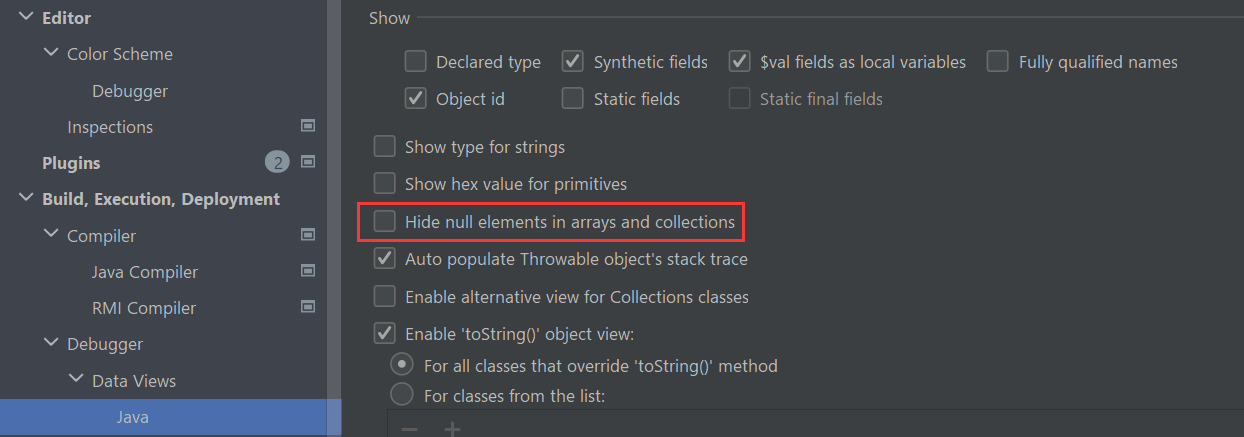 Editor
Color Scheme
Debugger
Inspections
Plugins 2
Build, Execution, Deployment
Compiler
Java Compiler
RMI Compiler
Debugger
Data Views
Java
Show
Declared type Synthetic fields $val fields as local variables Fully qualified names
Object id Static fields Static final fields
Show type for strings
Show hex value for primitives
Hide null elements in arrays and collections
Auto populate Throwable object's stack trace
Enable alternative view for Collections classes
Enable 'toString()' object view:
For all classes that override 'toString()' method
For classes from the list: